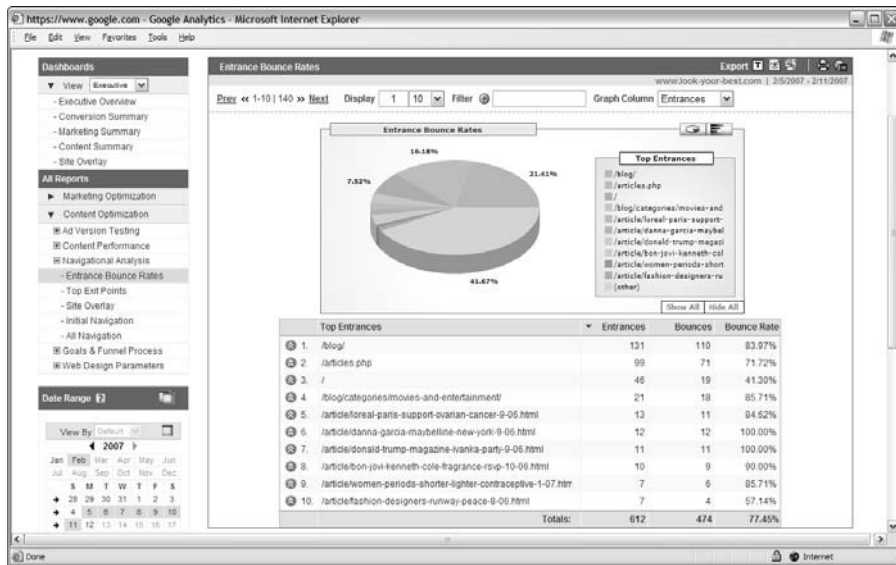 https://www.google.com - Google Analytics - Microsoft Internet Explorer
File Edit View Favorites Tools Help
Dashboards
View Executive
- Executive Overview
- Conversion Summary
- Marketing Summary
- Content Summary
- Site Overlay
All Reports
Marketing Optimization
Content Optimization
Ad Version Testing
Content Performance
Navigational Analysis
- Entrance Bounce Rates
- Top Exit Points
- Site Overlay
- Initial Navigation
- All Navigation
Goals & Funnel Process
Web Design Parameters
Date Range
View By Default
2007
Jan Feb Mar Apr May Jun
Jul Aug Sep Oct Nov Dec
S M T W T F S
28 29 30 31 1 2 3
4 5 6 7 8 9 10
11 12 13 14 15 16 17
Entrance Bounce Rates Export
www.look-your-best.com | 2/5/2007 - 2/11/2007
Prev « 1-10 | 140 » Next Display 1 10 Filter Graph Column Entrances
Entrance Bounce Rates
16.18%
21.41%
7.52%
41.67%
Top Entrances
/blog/
/articles.php
/
/blog/categories/movies-and
/article/loreal-paris-support-
/article/danna-garcia-maybel
/article/donald-trump-magazi
/article/bon-jovi-kenneth-col
/article/women-periods-short
/article/fashion-designers-ru
(other)
Show All Hide All
Top Entrances Entrances Bounces Bounce Rate
1. /blog/ 131 110 83.97%
2. /articles.php 99 71 71.72%
3. / 46 19 41.30%
4. /blog/categories/movies-and-entertainment/ 21 18 85.71%
5. /article/loreal-paris-support-ovarian-cancer-9-06.html 13 11 84.62%
6. /article/danna-garcia-maybelline-new-york-9-06.html 12 12 100.00%
7. /article/donald-trump-magazine-ivanka-party-9-06.html 11 11 100.00%
8. /article/bon-jovi-kenneth-cole-fragrance-rsvp-10-06.html 10 9 90.00%
9. /article/women-periods-shorter-lighter-contraceptive-1-07.htm 7 6 85.71%
10. /article/fashion-designers-runway-peace-8-06.html 7 4 57.14%
Totals: 612 474 77.45%
Done Internet